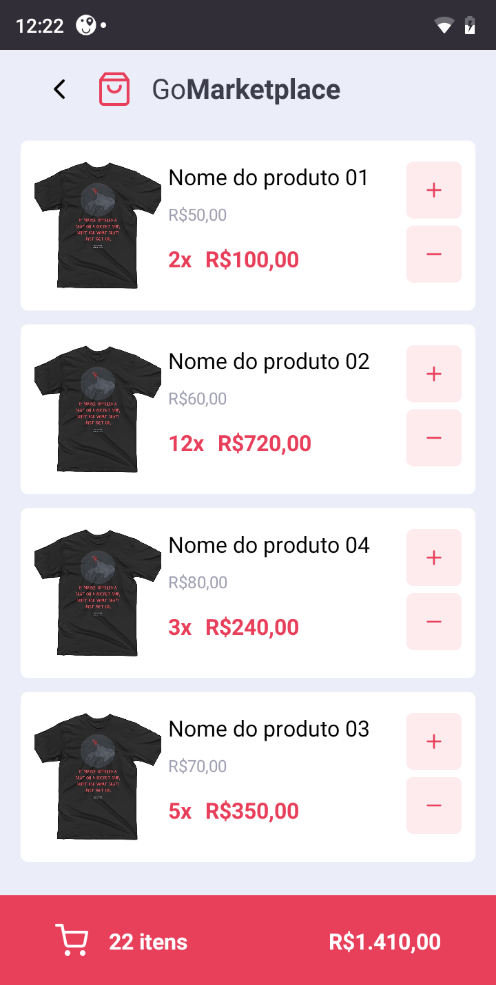 12:22
GoMarketplace
Nome do produto 01
R$50,00
2x R$100,00
+
−
Nome do produto 02
R$60,00
12x R$720,00
+
−
Nome do produto 04
R$80,00
3x R$240,00
+
−
Nome do produto 03
R$70,00
5x R$350,00
+
−
22 itens
R$1.410,00